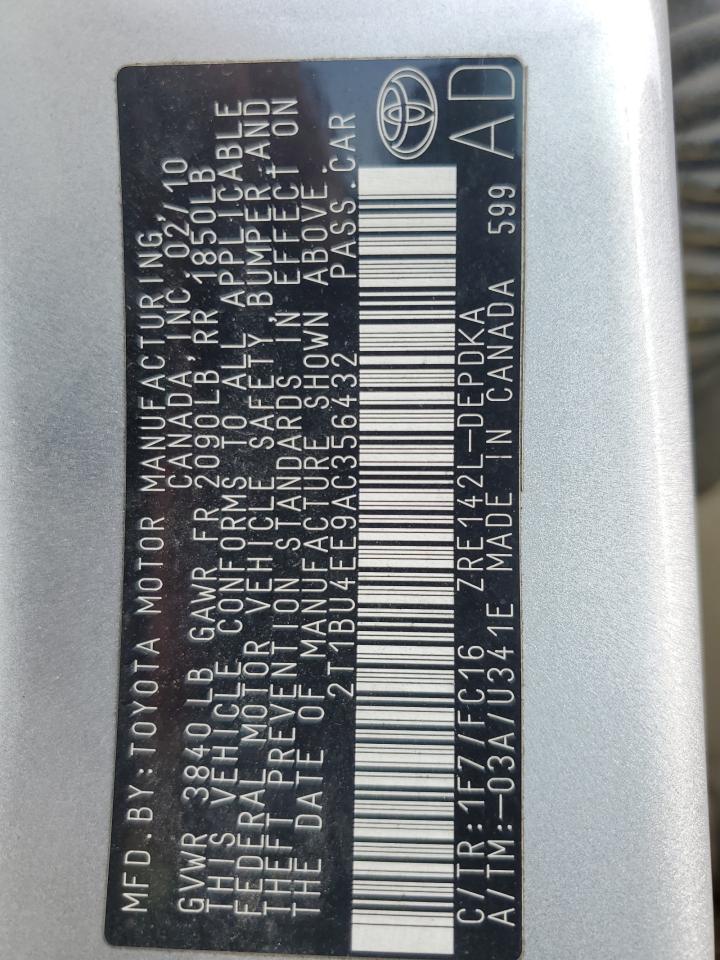 MFD.BY:TOYOTA MOTOR MANUFACTURING,
CANADA,INC.02/10
GVWR 3840 LB GAWR FR 2090LB, RR 1850LB
THIS VEHICLE CONFORMS TO ALL APPLICABLE
FEDERAL MOTOR VEHICLE SAFETY,BUMPER,AND
THEFT PREVENTION STANDARDS IN EFFECT ON
THE DATE OF MANUFACTURE SHOWN ABOVE.
2T1BU4EE9AC356432 PASS.CAR
C/TR:1F7/FC16 ZRE142L-DEPDKA
A/TM:-03A/U341E MADE IN CANADA 599
AD